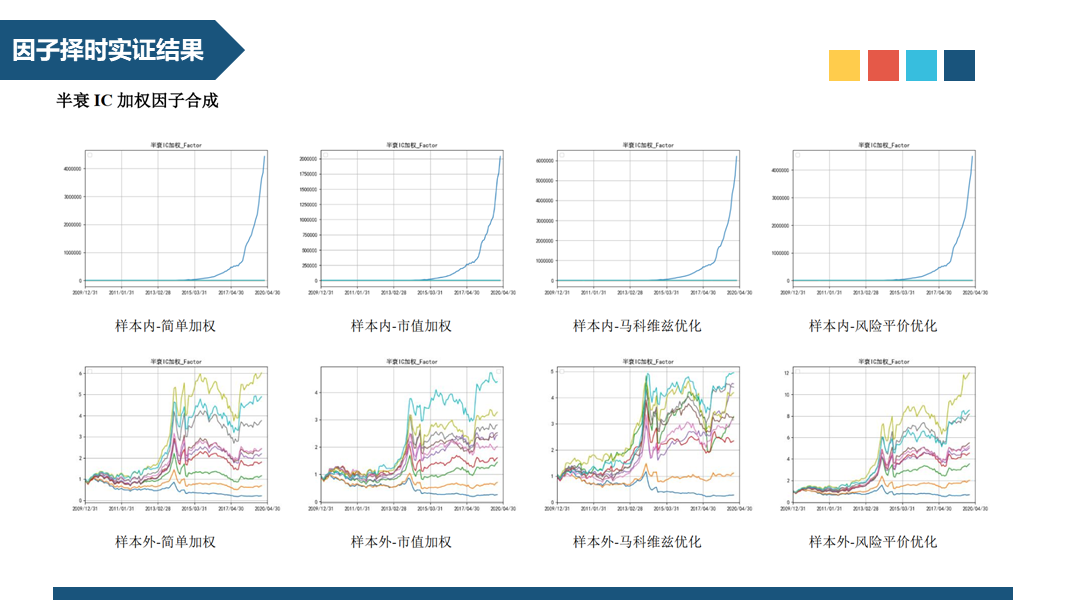 因子择时实证结果
半衰 IC 加权因子合成
半衰IC加权_Factor
4000000
3000000
2000000
1000000
0
2009/12/31 2011/01/31 2013/02/28 2015/03/31 2017/04/30 2020/04/30
样本内-简单加权
半衰IC加权_Factor
2000000
1750000
1500000
1250000
1000000
750000
500000
250000
0
2009/12/31 2011/01/31 2013/02/28 2015/03/31 2017/04/30 2020/04/30
样本内-市值加权
半衰IC加权_Factor
6000000
5000000
4000000
3000000
2000000
1000000
0
2009/12/31 2011/01/31 2013/02/28 2015/03/31 2017/04/30 2020/04/30
样本内-马科维兹优化
半衰IC加权_Factor
4000000
3000000
2000000
1000000
0
2009/12/31 2011/01/31 2013/02/28 2015/03/31 2017/04/30 2020/04/30
样本内-风险平价优化
半衰IC加权_Factor
6
5
4
3
2
1
0
2009/12/31 2011/01/31 2013/02/28 2015/03/31 2017/04/30 2020/04/30
样本外-简单加权
半衰IC加权_Factor
4
3
2
1
0
2009/12/31 2011/01/31 2013/02/28 2015/03/31 2017/04/30 2020/04/30
样本外-市值加权
半衰IC加权_Factor
5
4
3
2
1
0
2009/12/31 2011/01/31 2013/02/28 2015/03/31 2017/04/30 2020/04/30
样本外-马科维兹优化
半衰IC加权_Factor
12
10
8
6
4
2
0
2009/12/31 2011/01/31 2013/02/28 2015/03/31 2017/04/30 2020/04/30
样本外-风险平价优化